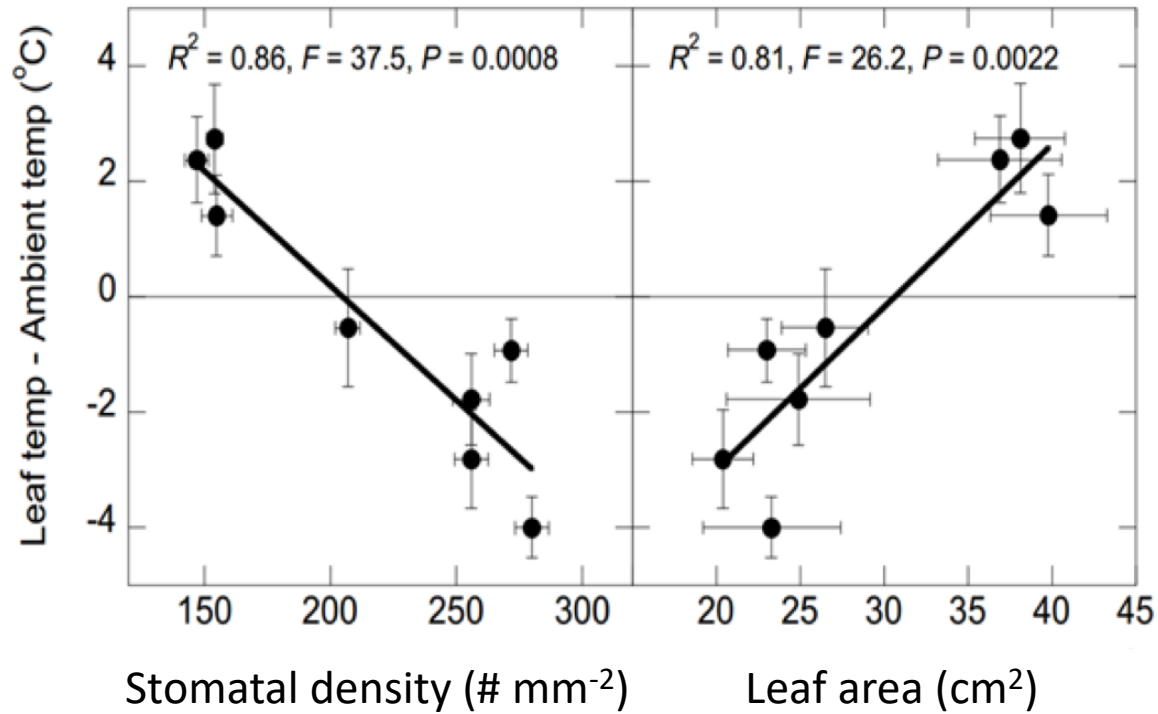 R² = 0.86, F = 37.5, P = 0.0008
R² = 0.81, F = 26.2, P = 0.0022
Leaf temp - Ambient temp (°C)
4
2
0
-2
-4
150 200 250 300
20 25 30 35 40 45
Stomatal density (# mm⁻²)
Leaf area (cm²)